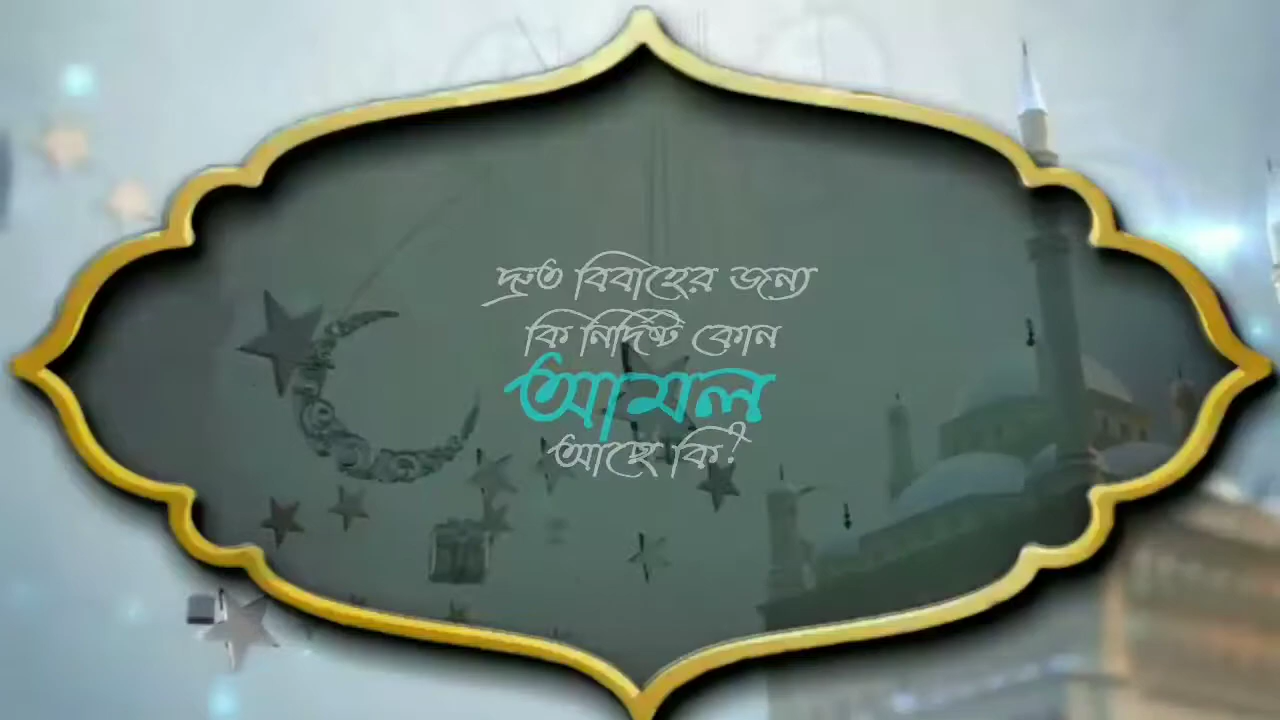 দ্রুত বিবাহের জন্য
কি নির্দিষ্ট কোন
আমল
আছে কি?